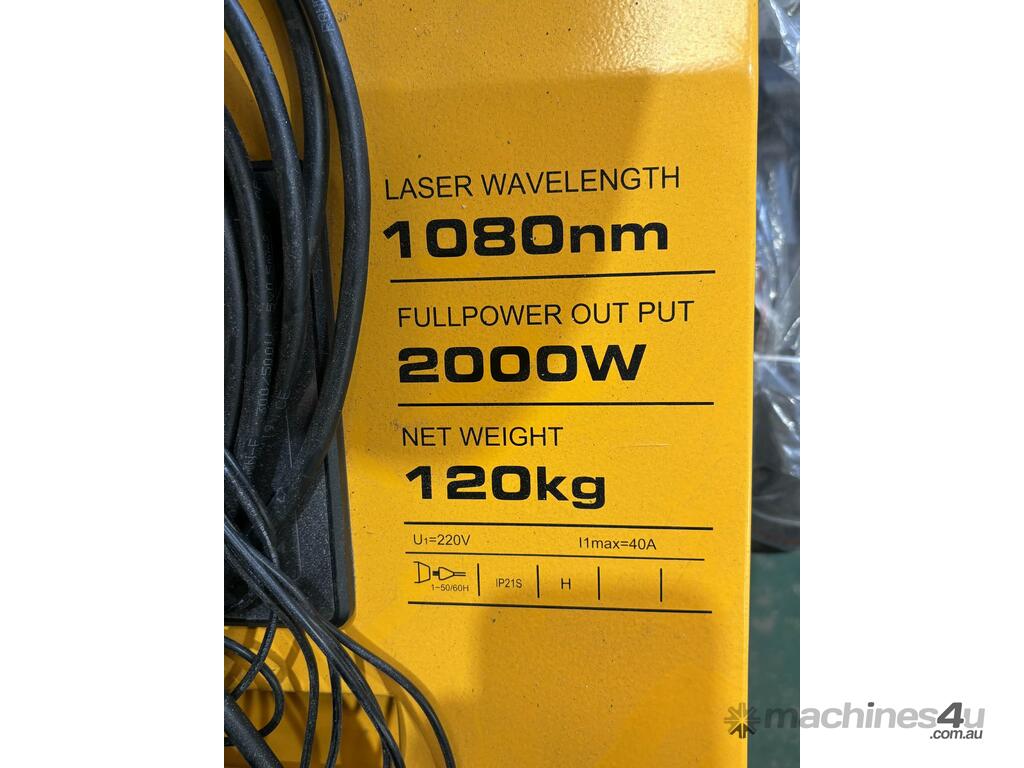 LASER WAVELENGTH
1080nm
FULLPOWER OUT PUT
2000W
NET WEIGHT
120kg
U1=220V I1max=40A
1~50/60H IP21S H
machines4u
.com.au